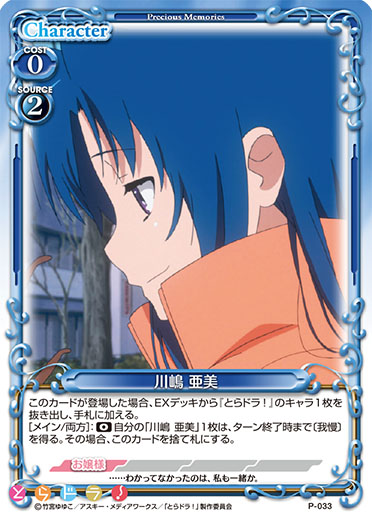 Precious Memories
Character
COST
0
SOURCE
2
川嶋 亜美
このカードが登場した場合、EXデッキから『とらドラ！』のキャラ1枚を
抜き出し、手札に加える。
[メイン/両方]:0自分の「川嶋 亜美」1枚は、ターン終了時まで〔我慢〕
を得る。その場合、このカードを捨て札にする。
お嬢様
……わかってなかったのは、私も一緒か。
とらドラ!
P-033
©竹宮ゆゆこ／アスキー・メディアワークス／『とらドラ！』製作委員会